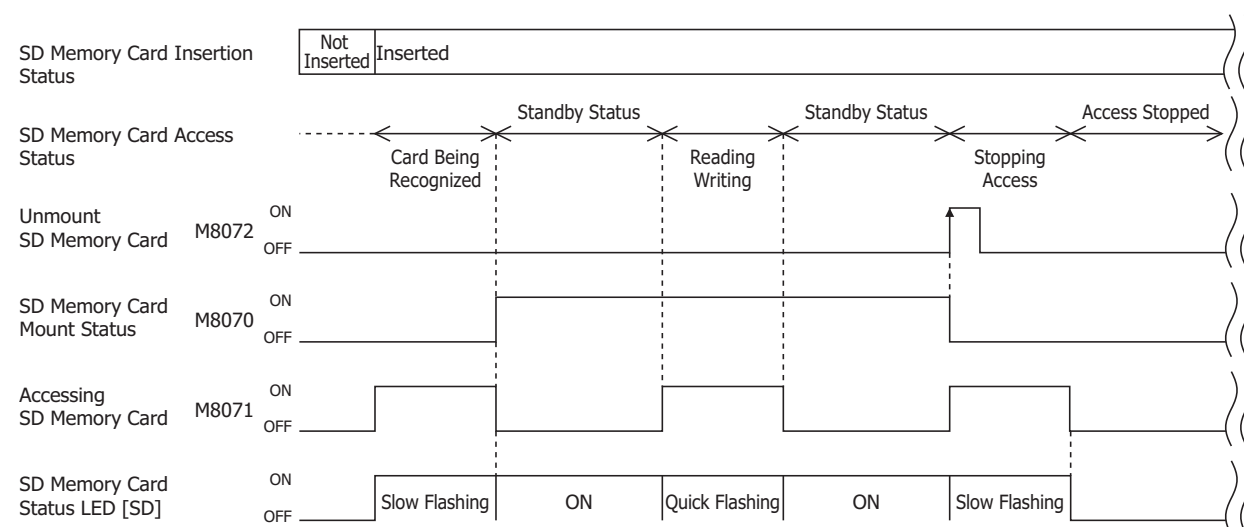 SD Memory Card Insertion
Status
Not
Inserted
Inserted
SD Memory Card Access
Status
Standby Status
Standby Status
Access Stopped
Card Being
Recognized
Reading
Writing
Stopping
Access
Unmount
SD Memory Card
M8072
ON
OFF
SD Memory Card
Mount Status
M8070
ON
OFF
Accessing
SD Memory Card
M8071
ON
OFF
SD Memory Card
Status LED [SD]
ON
OFF
Slow Flashing
ON
Quick Flashing
ON
Slow Flashing